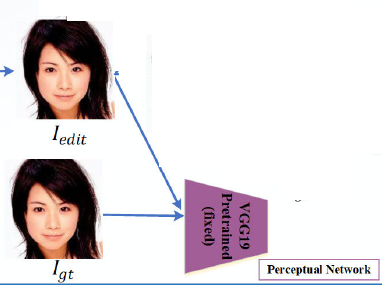 I_edit
I_gt
VGG19
Pretrained
(fixed)
Perceptual Network